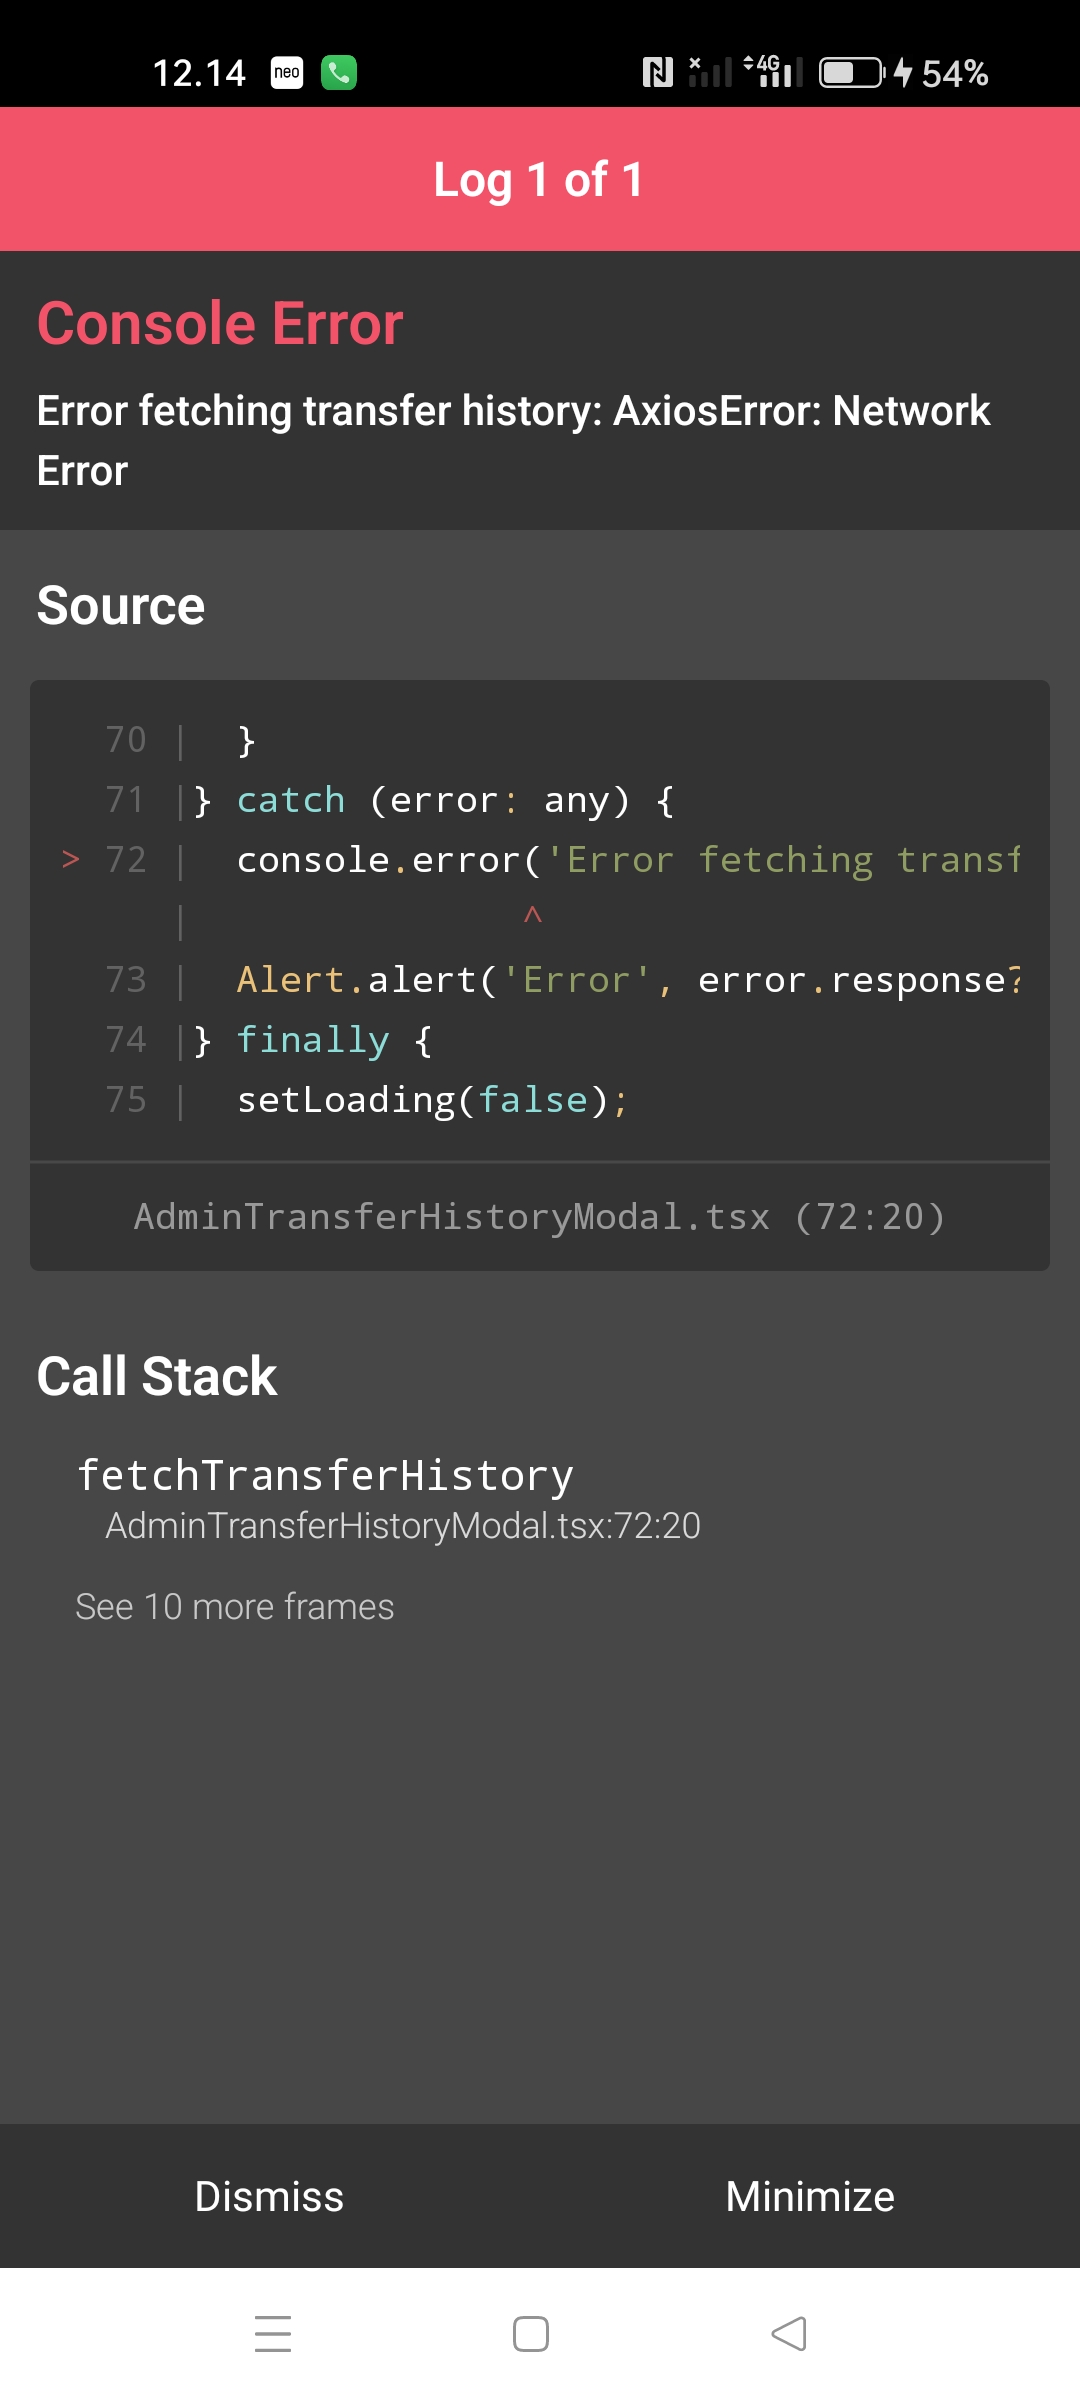 12.14 neo 4G 54%
Log 1 of 1
Console Error
Error fetching transfer history: AxiosError: Network
Error
Source
70 |   }
71 | } catch (error: any) {
> 72 |   console.error('Error fetching transf
|                ^
73 |   Alert.alert('Error', error.response?
74 | } finally {
75 |   setLoading(false);
AdminTransferHistoryModal.tsx (72:20)
Call Stack
fetchTransferHistory
AdminTransferHistoryModal.tsx:72:20
See 10 more frames
Dismiss Minimize